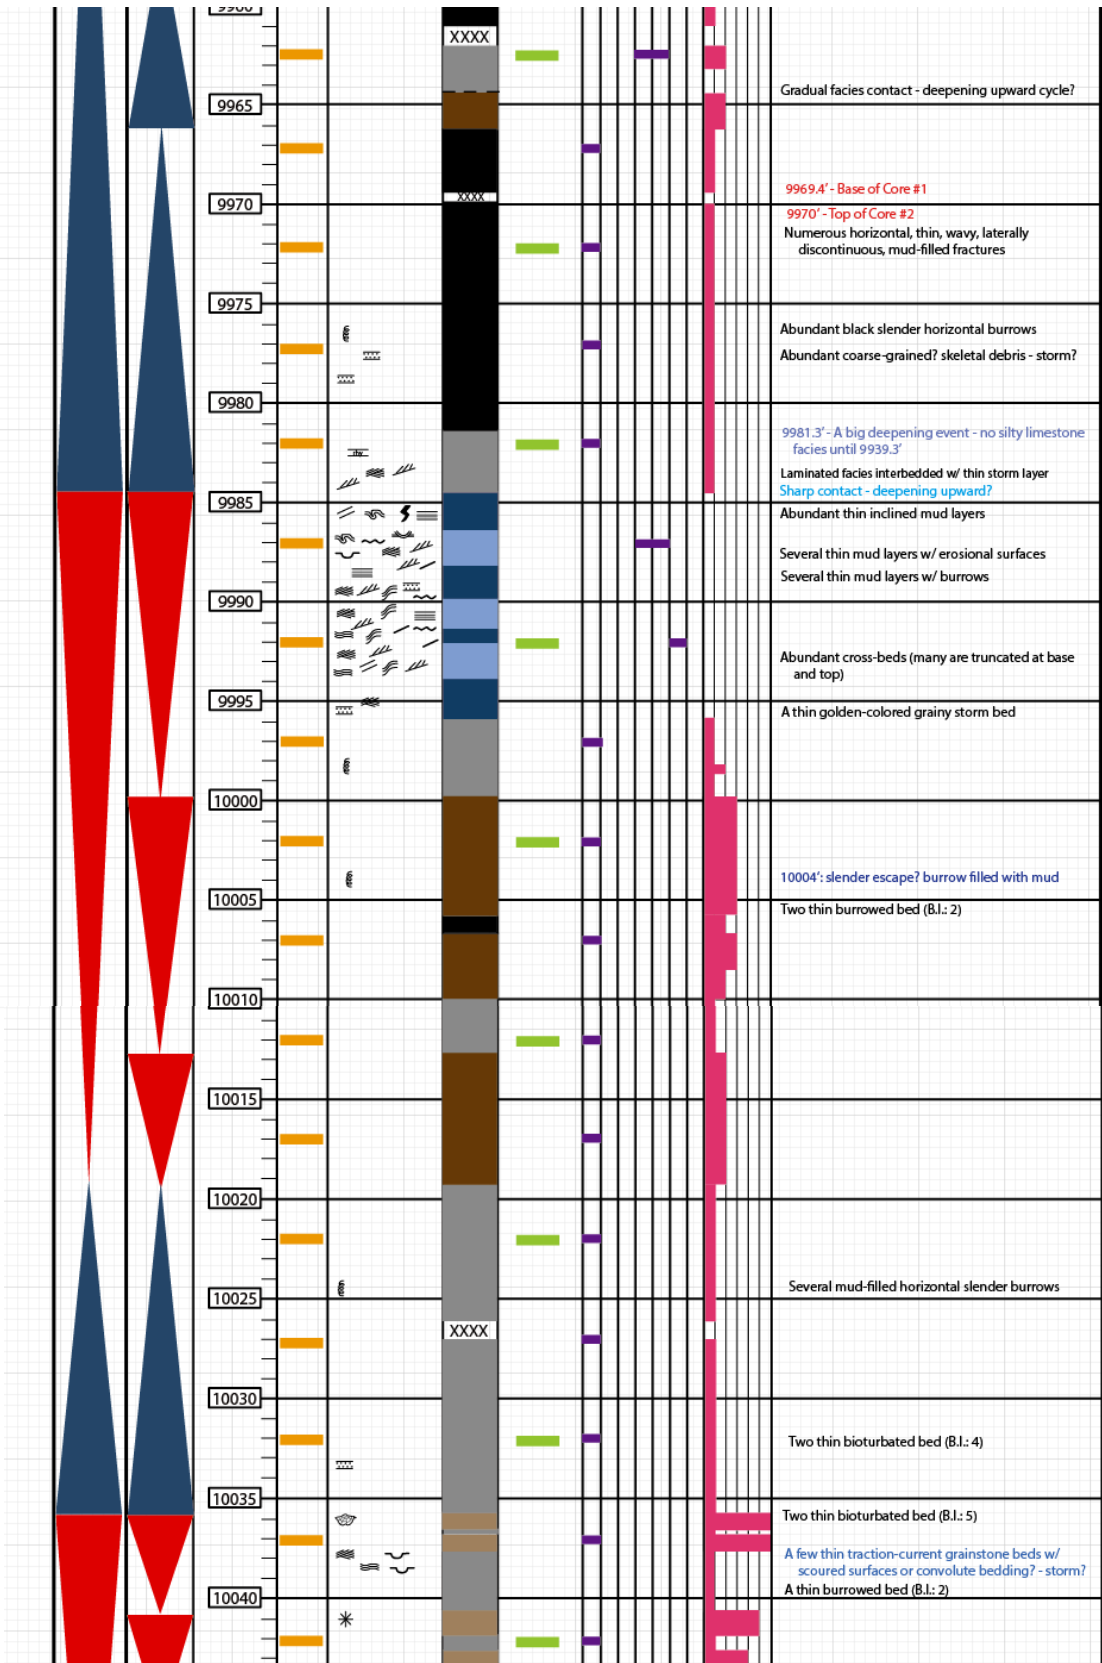 9960
XXXX
Gradual facies contact - deepening upward cycle?
9965
9969.4' - Base of Core #1
XXXX
9970
9970' - Top of Core #2
Numerous horizontal, thin, wavy, laterally
discontinuous, mud-filled fractures
9975
Abundant black slender horizontal burrows
Abundant coarse-grained? skeletal debris - storm?
9980
9981.3' - A big deepening event - no silty limestone
facies until 9939.3'
Laminated facies interbedded w/ thin storm layer
Sharp contact - deepening upward?
9985
Abundant thin inclined mud layers
Several thin mud layers w/ erosional surfaces
Several thin mud layers w/ burrows
9990
Abundant cross-beds (many are truncated at base
and top)
9995
A thin golden-colored grainy storm bed
10000
10004': slender escape? burrow filled with mud
10005
Two thin burrowed bed (B.I.: 2)
10010
10015
10020
Several mud-filled horizontal slender burrows
10025
XXXX
10030
Two thin bioturbated bed (B.I.: 4)
10035
Two thin bioturbated bed (B.I.: 5)
A few thin traction-current grainstone beds w/
scoured surfaces or convolute bedding? - storm?
A thin burrowed bed (B.I.: 2)
10040